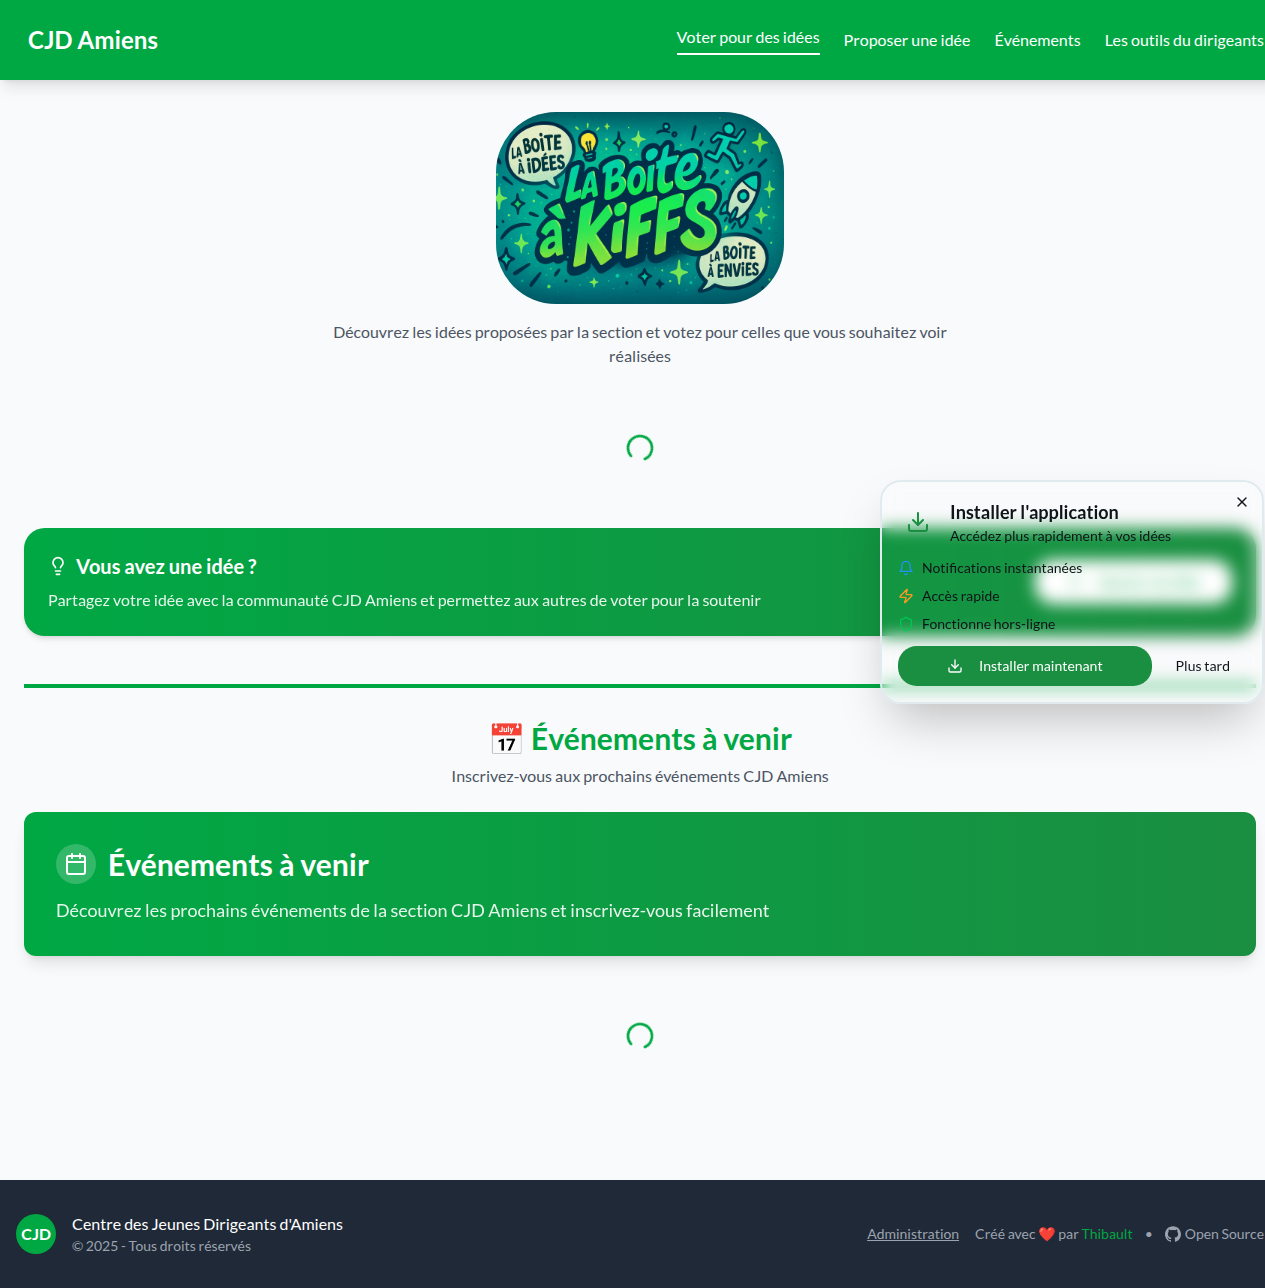 CJD Amiens
Voter pour des idées
Proposer une idée
Événements
Les outils du dirigeants
LA BOiTE
À iDÉES
LA BOiTE
à KiFFS
LA BOiTE
À ENViES
Découvrez les idées proposées par la section et votez pour celles que vous souhaitez voir
réalisées
Installer l'application
Accédez plus rapidement à vos idées
Notifications instantanées
Accès rapide
Fonctionne hors-ligne
Installer maintenant
Plus tard
Vous avez une idée ?
Partagez votre idée avec la communauté CJD Amiens et permettez aux autres de voter pour la soutenir
July
17
Événements à venir
Inscrivez-vous aux prochains événements CJD Amiens
Événements à venir
Découvrez les prochains événements de la section CJD Amiens et inscrivez-vous facilement
CJD
Centre des Jeunes Dirigeants d'Amiens
© 2025 - Tous droits réservés
Administration
Créé avec ❤️ par Thibault
•
Open Source